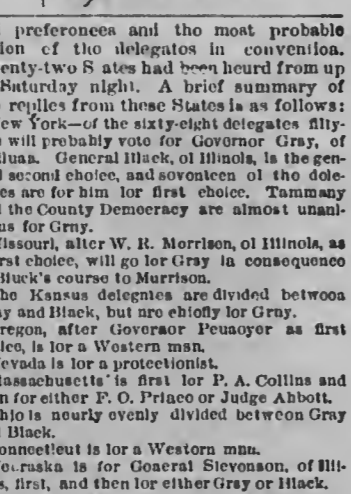 preferences and the most probable
ion of the delegates in convention.
enty-two S ates had been heard from up
Saturday night. A brief summary of
replies from these States is as follows:
ew York—of the sixty-eight delegates fifty-
will probably vote for Governor Gray, of
diana. General Black, of Illinois, is the gen-
l second choice, and seventeen of the dele-
es are for him for first choice. Tammany
the County Democracy are almost unani-
us for Gray.
issouri, after W. R. Morrison, of Illinois, as
rst choice, will go for Gray in consequence
Black's course to Morrison.
he Kansas delegates are divided between
y and Black, but are chiefly for Gray.
regon, after Governor Penaoyer as first
ice, is for a Western man.
evada is for a protectionist.
assachusetts is first for P. A. Collins and
n for either F. O. Prince or Judge Abbott.
hio is nearly evenly divided between Gray
Black.
onnecticut is for a Western man.
ebraska is for General Stevenson, of Illi-
s, first, and then for either Gray or Black.